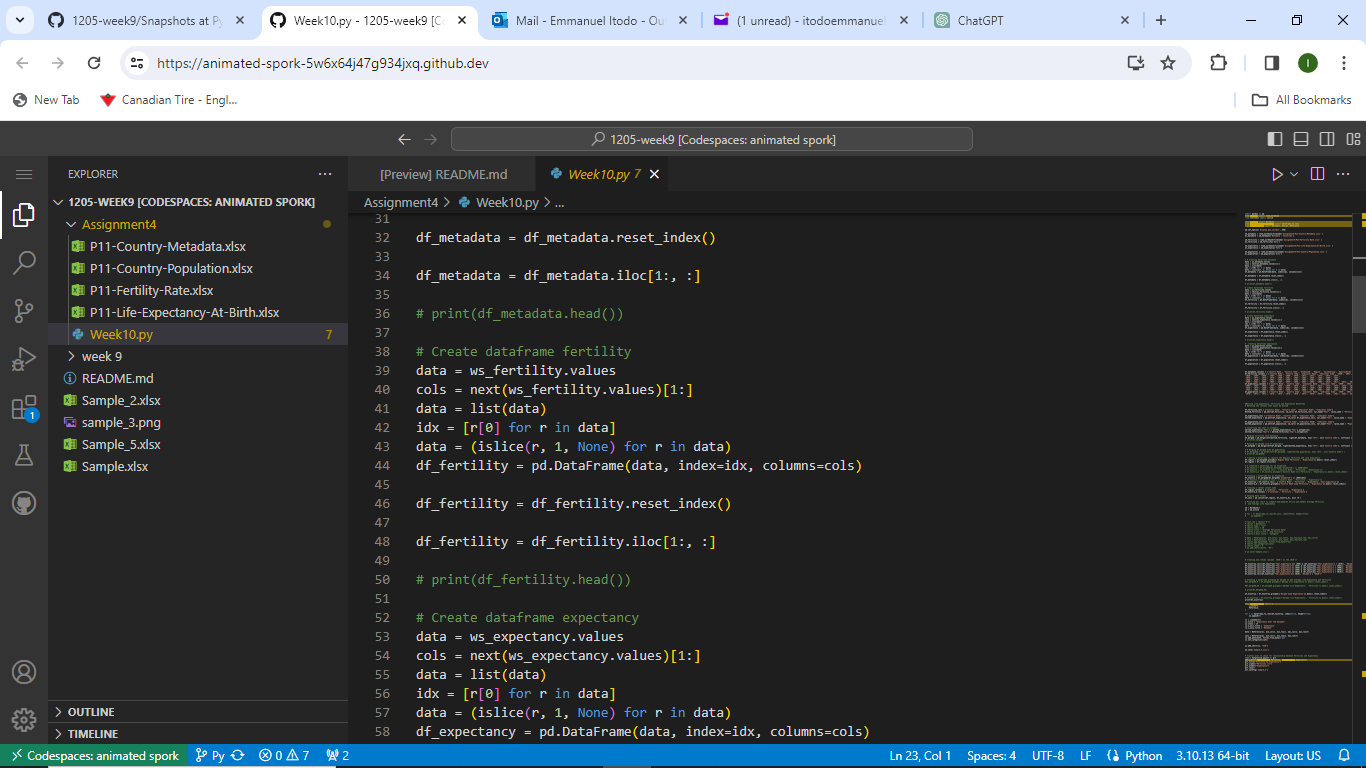 1205-week9/Snapshots at Py
Week10.py - 1205-week9 [Co
Mail - Emmanuel Itodo - Ou
(1 unread) - itodoemmanuel
ChatGPT
https://animated-spork-5w6x64j47g934jxq.github.dev
I
New Tab
Canadian Tire - Engl...
All Bookmarks
1205-week9 [Codespaces: animated spork]
EXPLORER
[Preview] README.md
Week10.py 7
1205-WEEK9 [CODESPACES: ANIMATED SPORK]
Assignment4
P11-Country-Metadata.xlsx
P11-Country-Population.xlsx
P11-Fertility-Rate.xlsx
P11-Life-Expectancy-At-Birth.xlsx
Week10.py 7
week 9
README.md
Sample_2.xlsx
sample_3.png
Sample_5.xlsx
Sample.xlsx
OUTLINE
TIMELINE
1
Assignment4 > Week10.py > ...
31
32 df_metadata = df_metadata.reset_index()
33
34 df_metadata = df_metadata.iloc[1:, :]
35
36 # print(df_metadata.head())
37
38 # Create dataframe fertility
39 data = ws_fertility.values
40 cols = next(ws_fertility.values)[1:]
41 data = list(data)
42 idx = [r[0] for r in data]
43 data = (islice(r, 1, None) for r in data)
44 df_fertility = pd.DataFrame(data, index=idx, columns=cols)
45
46 df_fertility = df_fertility.reset_index()
47
48 df_fertility = df_fertility.iloc[1:, :]
49
50 # print(df_fertility.head())
51
52 # Create dataframe expectancy
53 data = ws_expectancy.values
54 cols = next(ws_expectancy.values)[1:]
55 data = list(data)
56 idx = [r[0] for r in data]
57 data = (islice(r, 1, None) for r in data)
58 df_expectancy = pd.DataFrame(data, index=idx, columns=cols)
Codespaces: animated spork Py 0 7 2 Ln 23, Col 1 Spaces: 4 UTF-8 LF Python 3.10.13 64-bit Layout: US